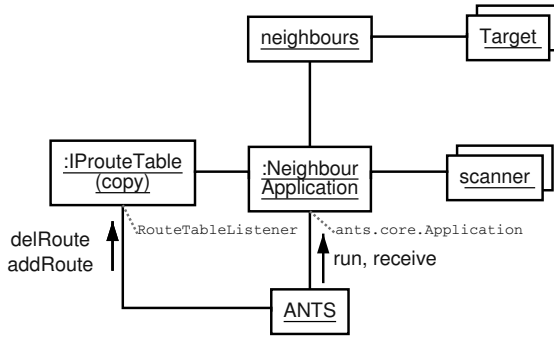 neighbours
Target
:IProuteTable
(copy)
:Neighbour
Application
scanner
RouteTableListener
ants.core.Application
delRoute
addRoute
run, receive
ANTS